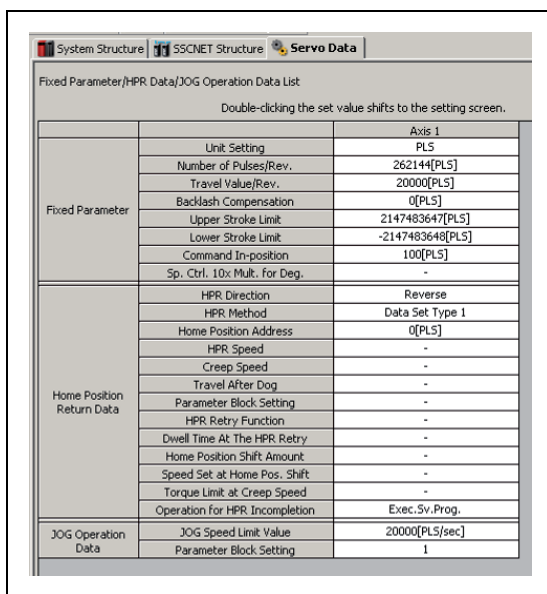 System Structure SSCNET Structure Servo Data
Fixed Parameter/HPR Data/JOG Operation Data List
Double-clicking the set value shifts to the setting screen.
Axis 1
Fixed Parameter
Unit Setting PLS
Number of Pulses/Rev. 262144[PLS]
Travel Value/Rev. 20000[PLS]
Backlash Compensation 0[PLS]
Upper Stroke Limit 2147483647[PLS]
Lower Stroke Limit -2147483648[PLS]
Command In-position 100[PLS]
Sp. Ctrl. 10x Mult. for Deg. -
Home Position
Return Data
HPR Direction Reverse
HPR Method Data Set Type 1
Home Position Address 0[PLS]
HPR Speed -
Creep Speed -
Travel After Dog -
Parameter Block Setting -
HPR Retry Function -
Dwell Time At The HPR Retry -
Home Position Shift Amount -
Speed Set at Home Pos. Shift -
Torque Limit at Creep Speed -
Operation for HPR Incompletion Exec.Sv.Prog.
JOG Operation
Data
JOG Speed Limit Value 20000[PLS/sec]
Parameter Block Setting 1